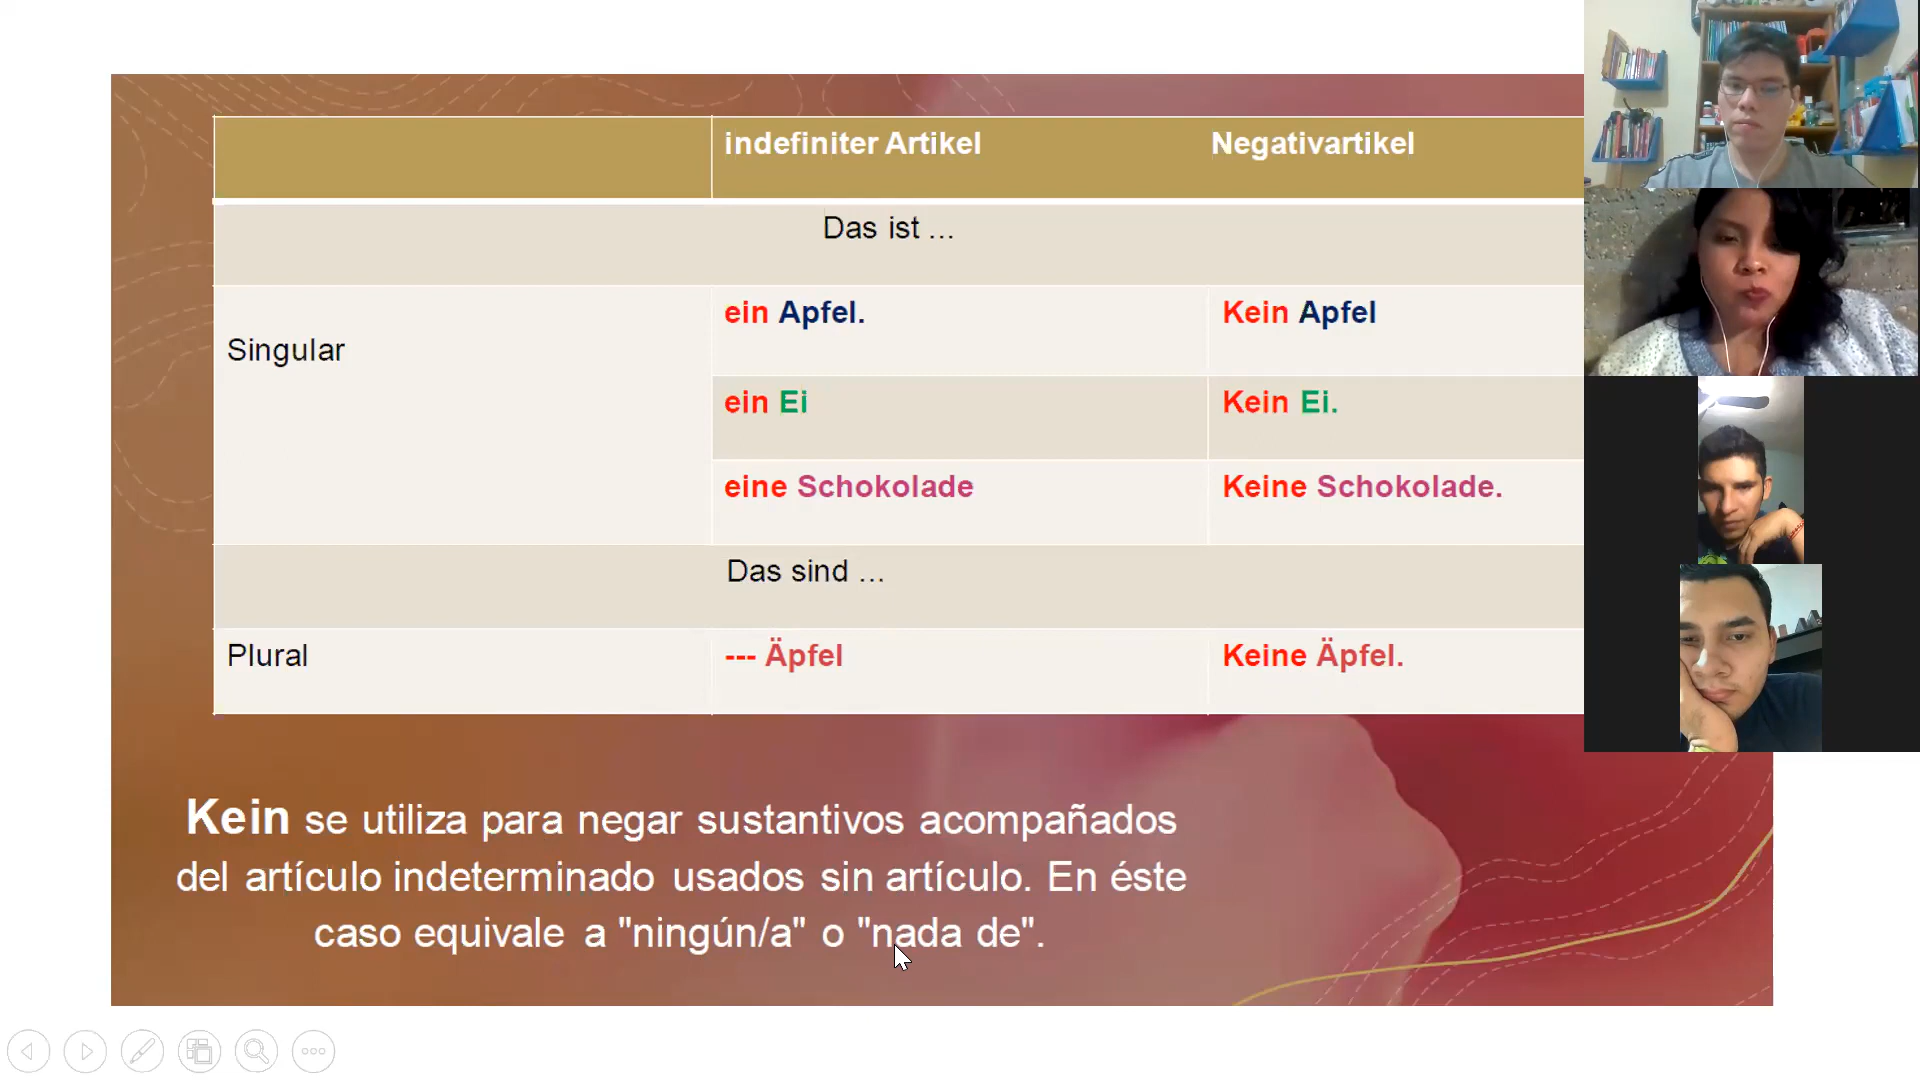 indefiniter Artikel Negativartikel
Das ist ...
Singular
ein Apfel. Kein Apfel
ein Ei Kein Ei.
eine Schokolade Keine Schokolade.
Das sind ...
Plural --- Äpfel Keine Äpfel.
Kein se utiliza para negar sustantivos acompañados
del artículo indeterminado usados sin artículo. En éste
caso equivale a "ningún/a" o "nada de".